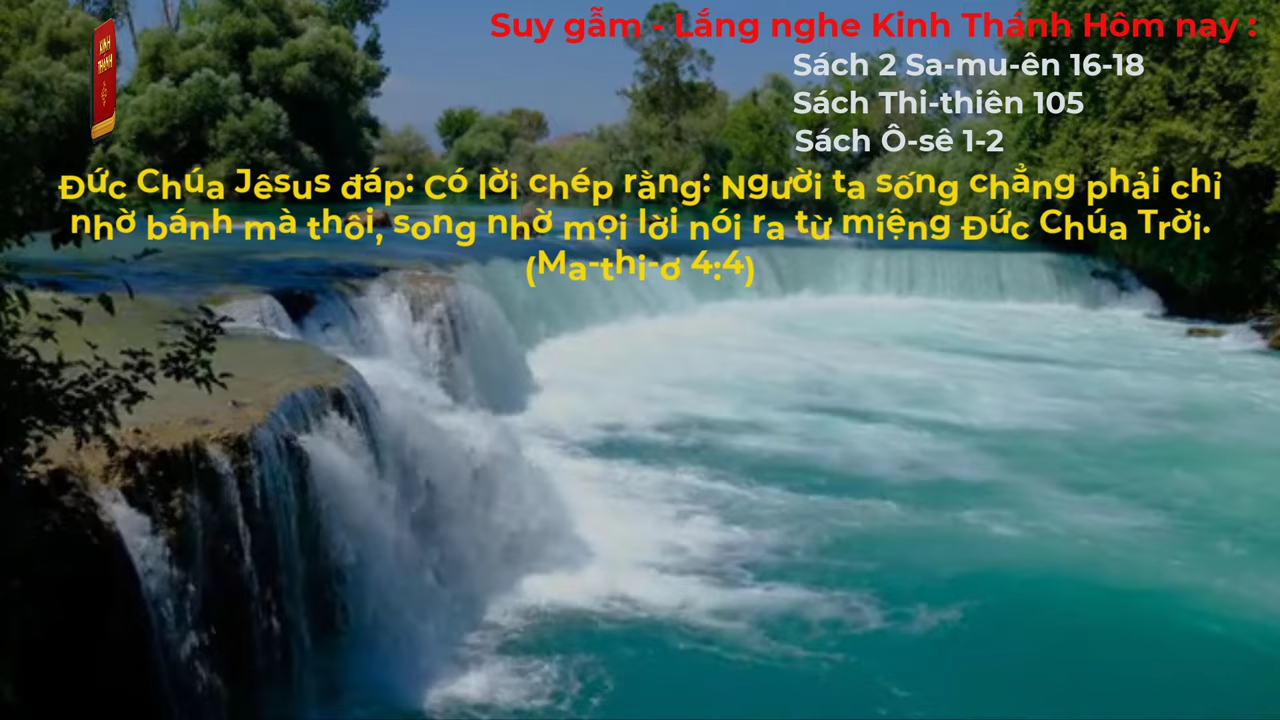 Suy gẫm - Lắng nghe Kinh Thánh Hôm nay :
Sách 2 Sa-mu-ên 16-18
Sách Thi-thiên 105
Sách Ô-sê 1-2
KINH
THÁNH
Đức Chúa Jêsus đáp: Có lời chép rằng: Người ta sống chẳng phải chỉ
nhờ bánh mà thôi, song nhờ mọi lời nói ra từ miệng Đức Chúa Trời.
(Ma-thi-ơ 4:4)